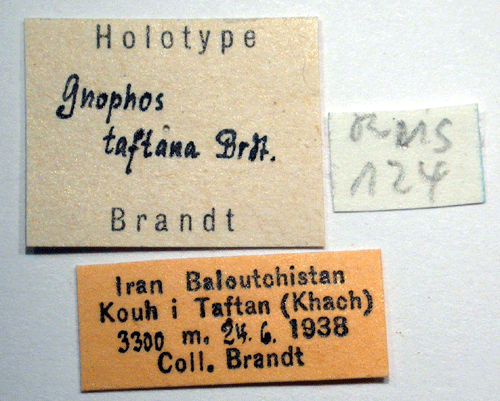 Holotype
Gnophos
taftana Brdt.
Brandt
RMS
124
Iran Baloutchistan
Kouh i Taftan (Khach)
3300 m. 24.6. 1938
Coll. Brandt